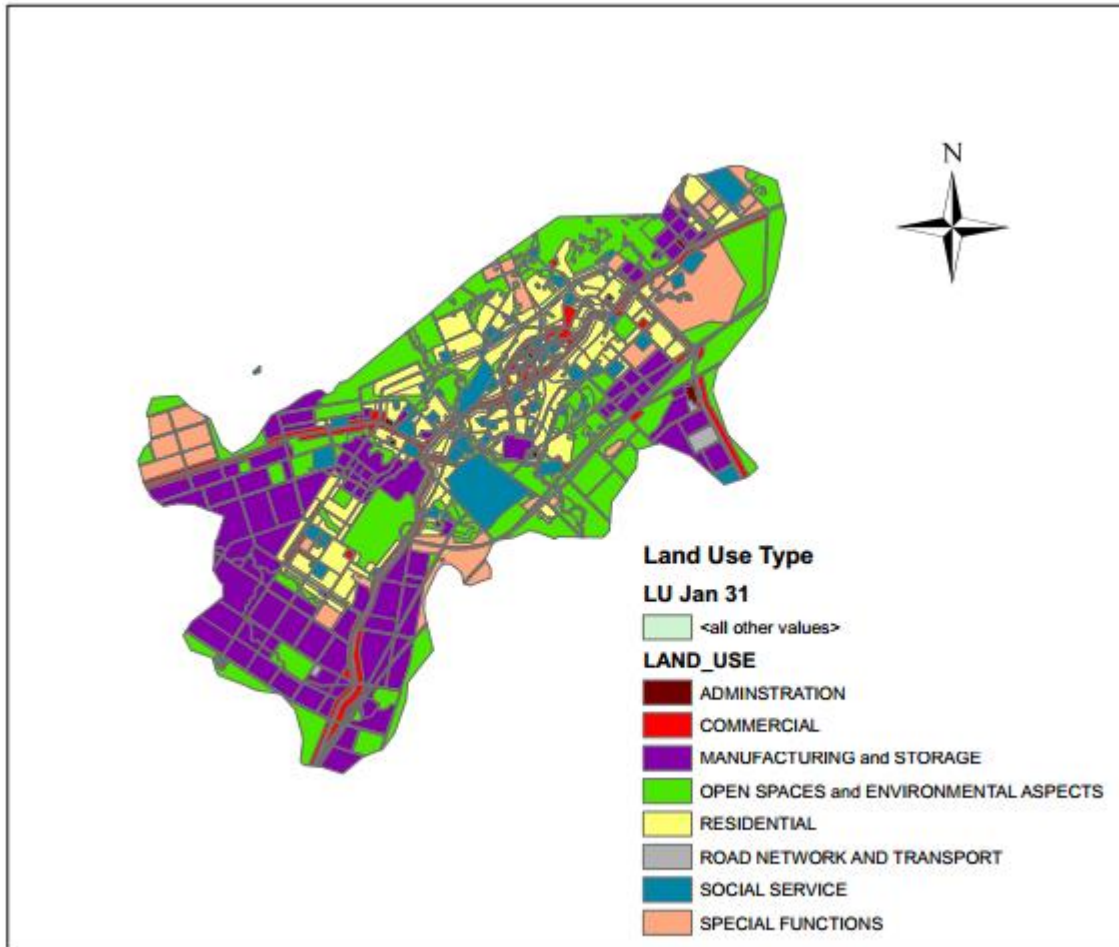 N
Land Use Type
LU Jan 31
<all other values>
LAND_USE
ADMINSTRATION
COMMERCIAL
MANUFACTURING and STORAGE
OPEN SPACES and ENVIRONMENTAL ASPECTS
RESIDENTIAL
ROAD NETWORK AND TRANSPORT
SOCIAL SERVICE
SPECIAL FUNCTIONS